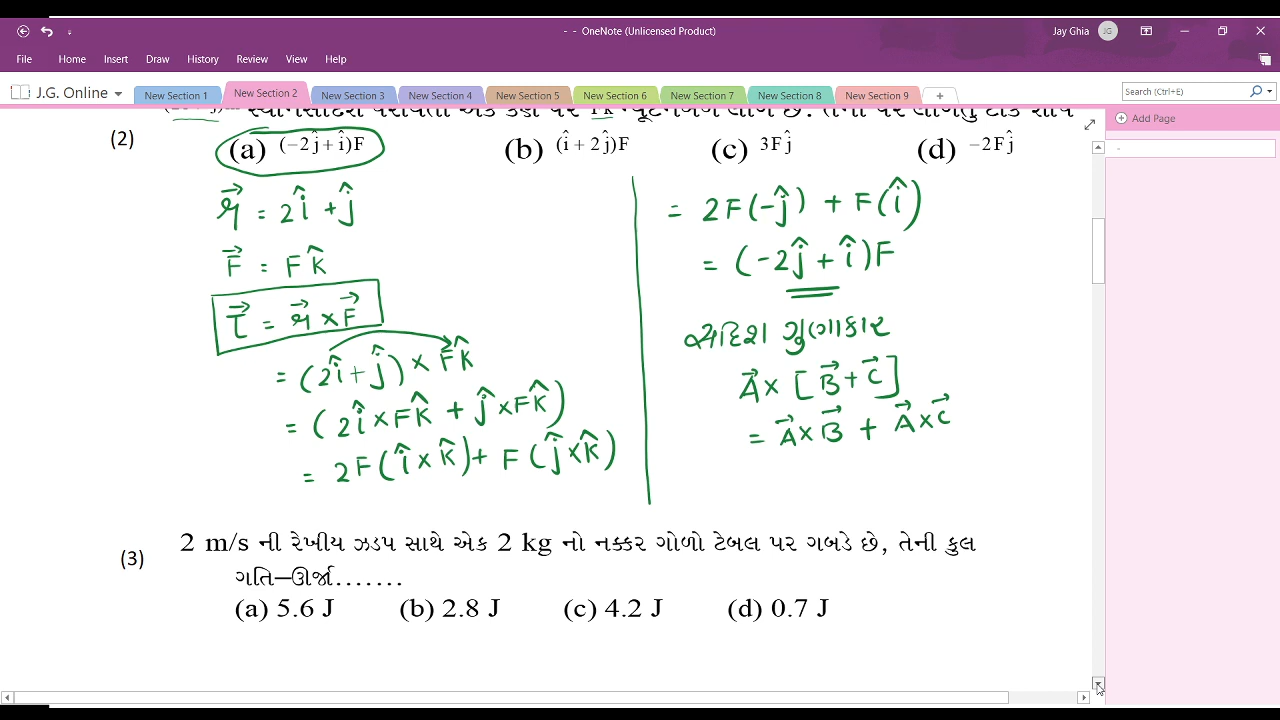 - - OneNote (Unlicensed Product)
Jay Ghia
JG
File Home Insert Draw History Review View Help
J.G. Online
New Section 1 New Section 2 New Section 3 New Section 4 New Section 5 New Section 6 New Section 7 New Section 8 New Section 9 +
Search (Ctrl+E)
Add Page
(2)
(a) (−2ĵ+î)F (b) (î + 2ĵ)F (c) 3Fĵ (d) −2Fĵ
r⃗ = 2î + ĵ
F⃗ = F k̂
τ⃗ = r⃗ × F⃗
= (2î + ĵ) × F k̂
= (2î × F k̂ + ĵ × F k̂)
= 2F(î × k̂) + F(ĵ × k̂)
= 2F(−ĵ) + F(î)
= (−2ĵ + î)F
સદિશ ગુણાકાર
A⃗ × [B⃗ + C⃗]
= A⃗ × B⃗ + A⃗ × C⃗
(3) 2 m/s ની રેખીય ઝડપ સાથે એક 2 kg નો નક્કર ગોળો ટેબલ પર ગબડે છે, તેની કુલ
ગતિ–ઊર્જા.......
(a) 5.6 J (b) 2.8 J (c) 4.2 J (d) 0.7 J